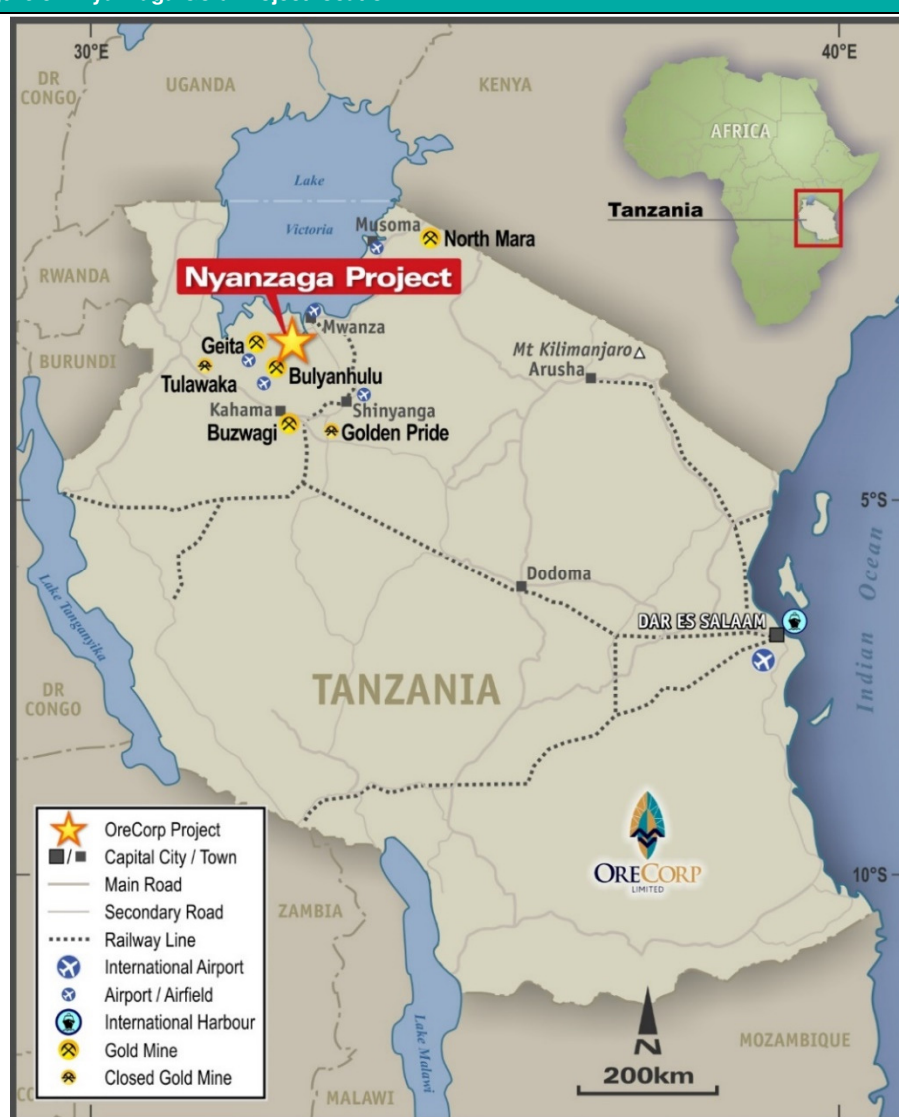 30°E
40°E
DR
CONGO
UGANDA
KENYA
AFRICA
Tanzania
Lake
Victoria
Musoma
North Mara
RWANDA
Nyanzaga Project
Mwanza
Geita
BURUNDI
Tulawaka
Bulyanhulu
Mt Kilimanjaro
Arusha
Kahama
Shinyanga
Buzwagi
Golden Pride
5°S
Indian Ocean
Lake Tanganyika
Dodoma
DAR ES SALAAM
DR
CONGO
TANZANIA
ORECORP
LIMITED
10°S
OreCorp Project
Capital City / Town
Main Road
Secondary Road
Railway Line
International Airport
Airport / Airfield
International Harbour
Gold Mine
Closed Gold Mine
ZAMBIA
Lake Malawi
MALAWI
N
200km
MOZAMBIQUE